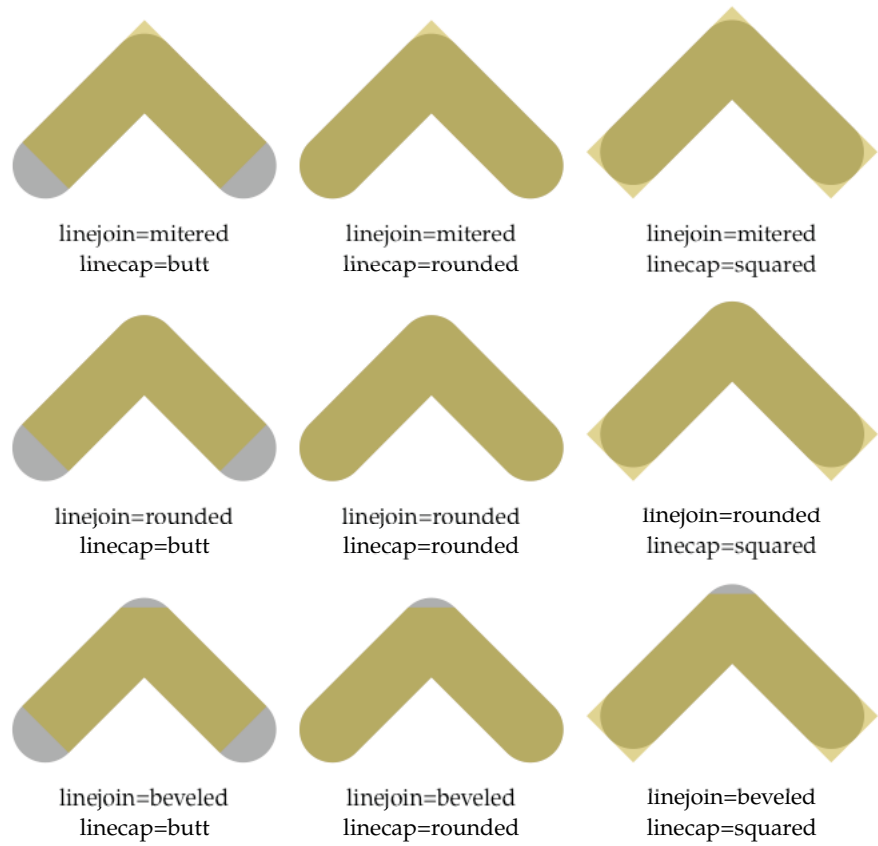 linejoin=mitered
linecap=butt
linejoin=mitered
linecap=rounded
linejoin=mitered
linecap=squared
linejoin=rounded
linecap=butt
linejoin=rounded
linecap=rounded
linejoin=rounded
linecap=squared
linejoin=beveled
linecap=butt
linejoin=beveled
linecap=rounded
linejoin=beveled
linecap=squared